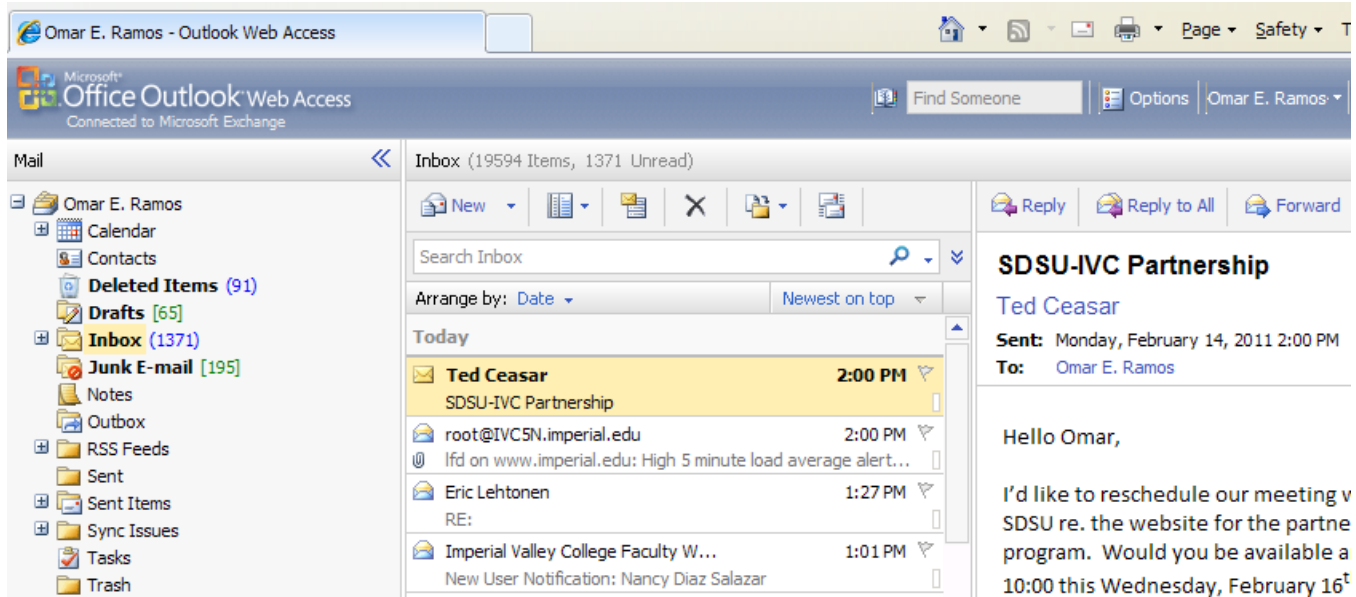 Omar E. Ramos - Outlook Web Access
Page
Safety
T
Microsoft®
Office Outlook® Web Access
Connected to Microsoft Exchange
Find Someone
Options
Omar E. Ramos
Mail
Inbox (19594 Items, 1371 Unread)
Omar E. Ramos
Calendar
Contacts
Deleted Items (91)
Drafts [65]
Inbox (1371)
Junk E-mail [195]
Notes
Outbox
RSS Feeds
Sent
Sent Items
Sync Issues
Tasks
Trash
New
Search Inbox
Arrange by: Date
Newest on top
Today
Ted Ceasar 2:00 PM
SDSU-IVC Partnership
root@IVC5N.imperial.edu 2:00 PM
lfd on www.imperial.edu: High 5 minute load average alert...
Eric Lehtonen 1:27 PM
RE:
Imperial Valley College Faculty W... 1:01 PM
New User Notification: Nancy Diaz Salazar
Reply
Reply to All
Forward
SDSU-IVC Partnership
Ted Ceasar
Sent: Monday, February 14, 2011 2:00 PM
To: Omar E. Ramos
Hello Omar,
I'd like to reschedule our meeting w
SDSU re. the website for the partne
program. Would you be available a
10:00 this Wednesday, February 16t